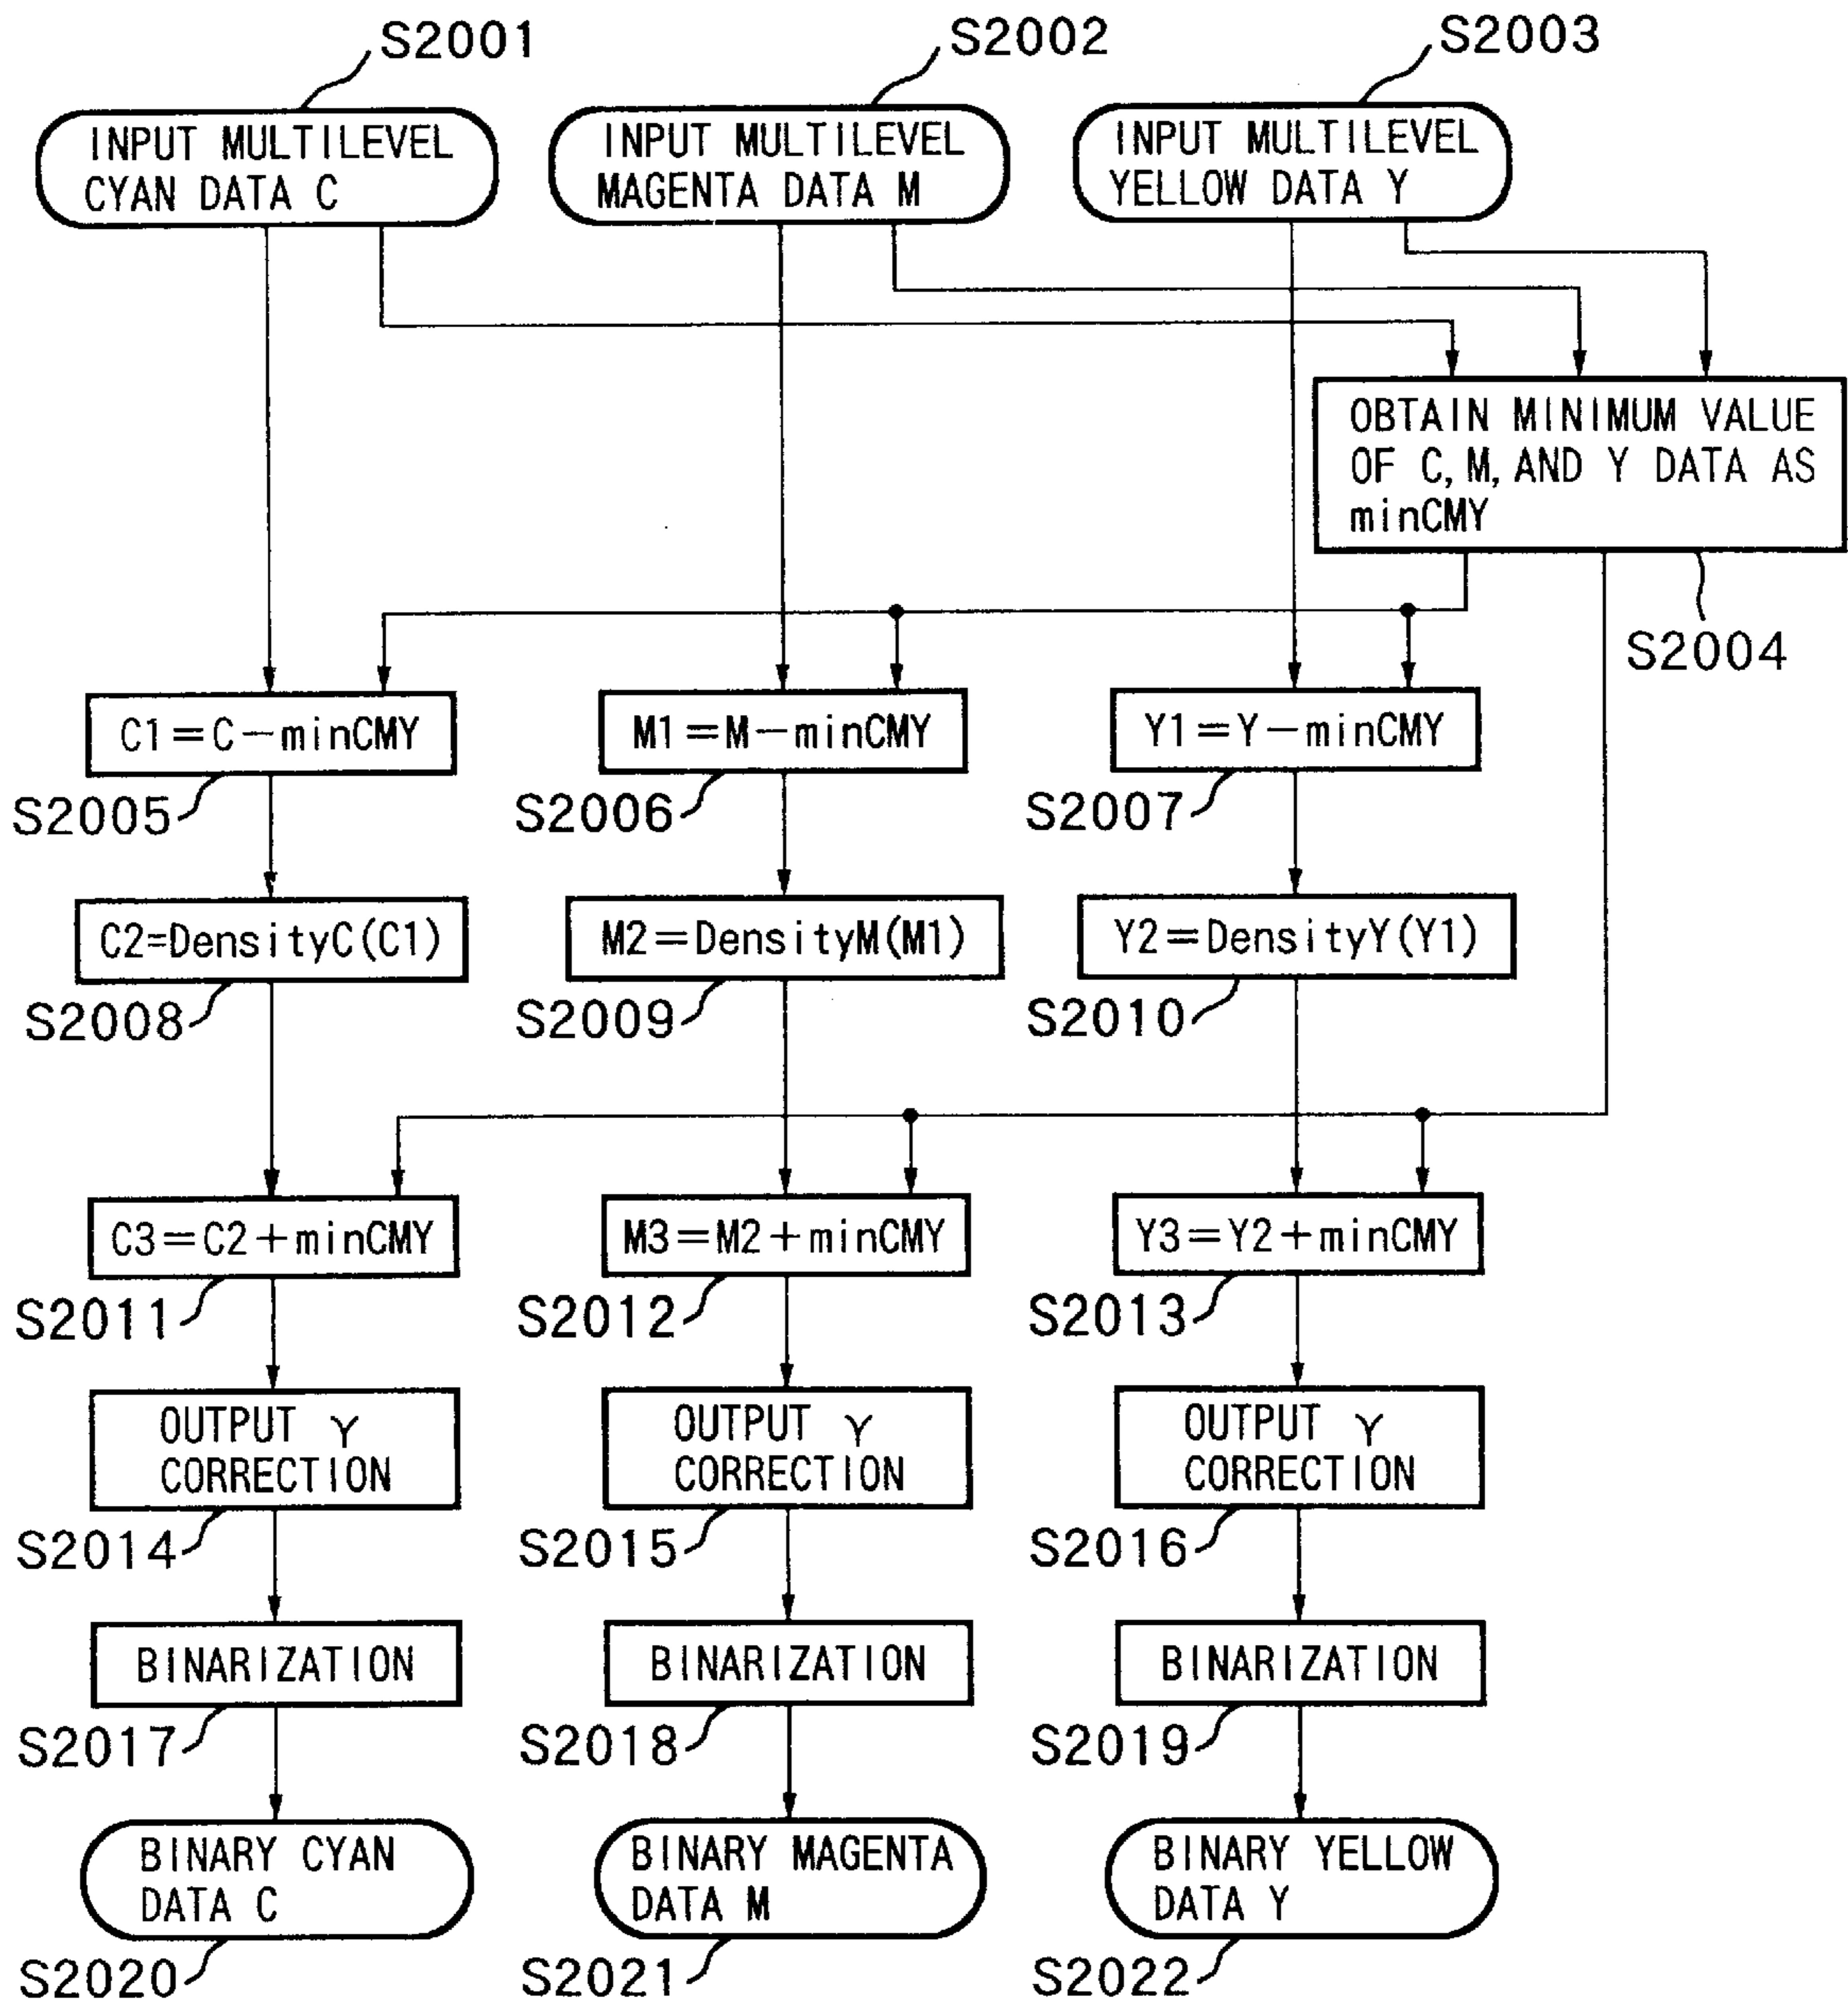 S2001
S2002
S2003
INPUT MULTILEVEL
CYAN DATA C
INPUT MULTILEVEL
MAGENTA DATA M
INPUT MULTILEVEL
YELLOW DATA Y
OBTAIN MINIMUM VALUE
OF C, M, AND Y DATA AS
minCMY
S2004
C1=C-minCMY
M1=M-minCMY
Y1=Y-minCMY
S2005
S2006
S2007
C2=DensityC(C1)
M2=DensityM(M1)
Y2=DensityY(Y1)
S2008
S2009
S2010
C3=C2+minCMY
M3=M2+minCMY
Y3=Y2+minCMY
S2011
S2012
S2013
OUTPUT γ
CORRECTION
OUTPUT γ
CORRECTION
OUTPUT γ
CORRECTION
S2014
S2015
S2016
BINARIZATION
BINARIZATION
BINARIZATION
S2017
S2018
S2019
BINARY CYAN
DATA C
BINARY MAGENTA
DATA M
BINARY YELLOW
DATA Y
S2020
S2021
S2022